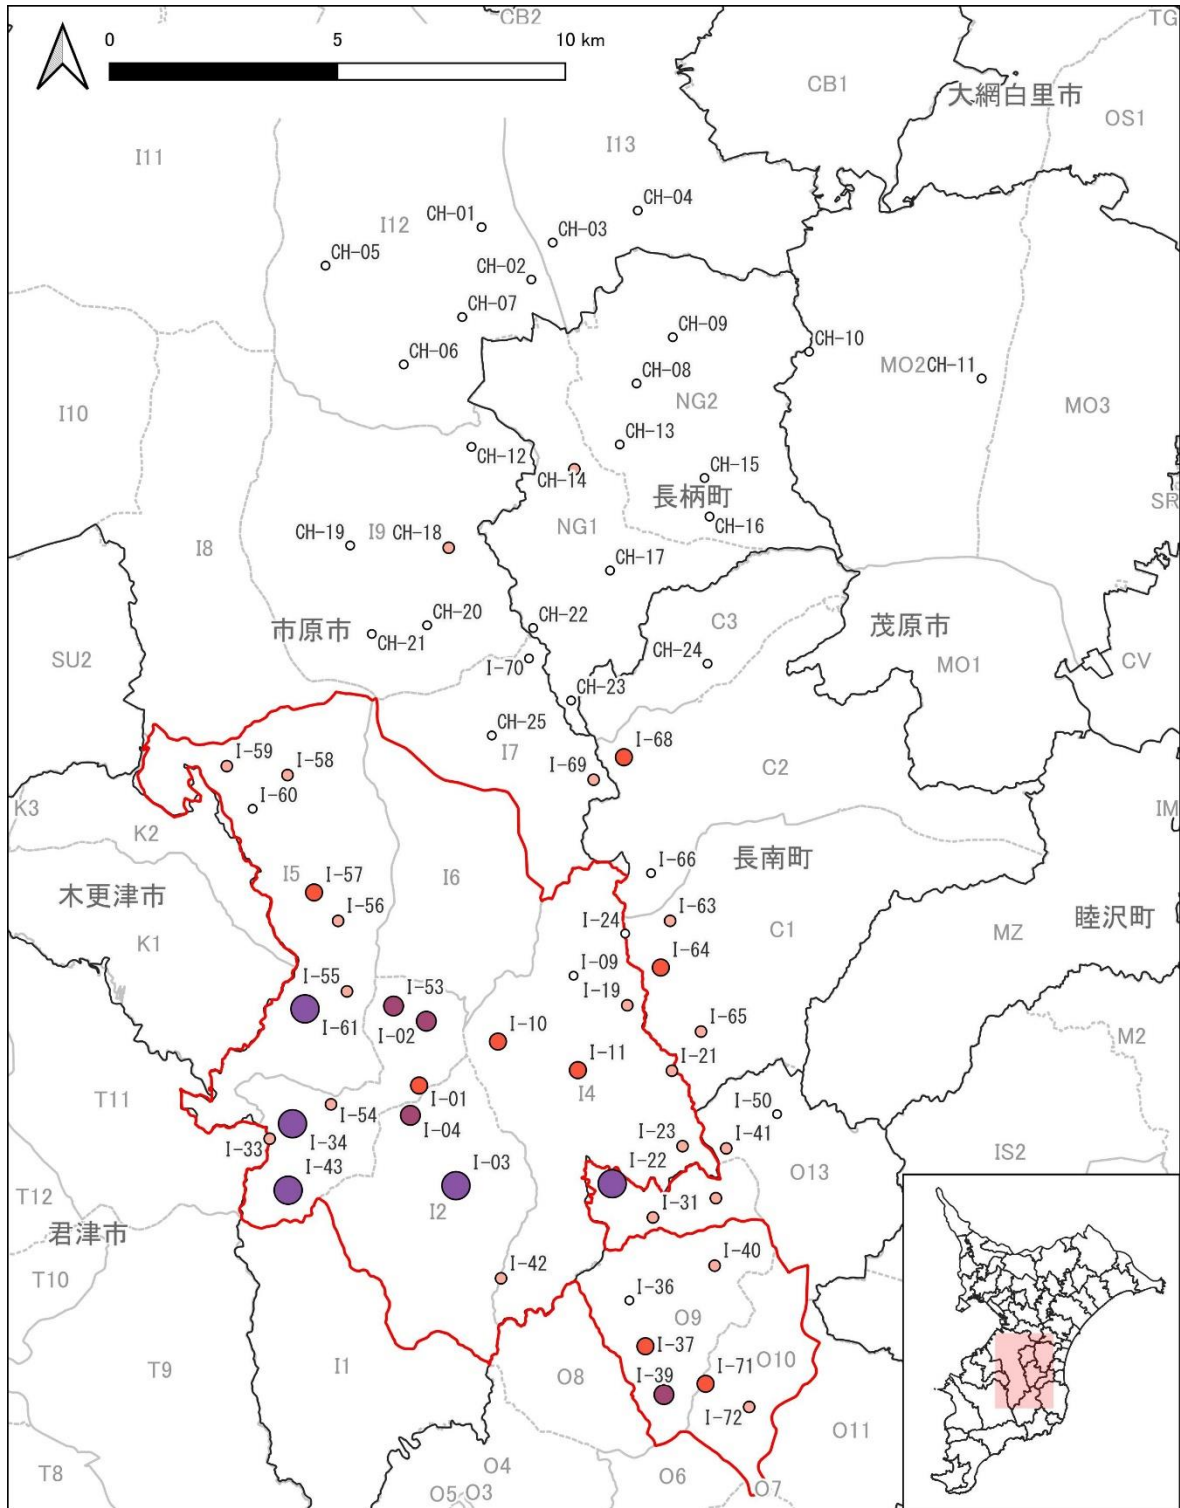 CB2
TG
0
5
10 km
CB1
大網白里市
OS1
I11
I13
CH-04
CH-01
I12
CH-03
CH-05
CH-02
CH-07
CH-09
CH-10
CH-06
MO2
CH-11
CH-08
NG2
MO3
I10
CH-13
CH-12
CH-14
CH-15
長柄町
SR
CH-16
NG1
CH-19
I9
CH-18
I8
CH-17
CH-20
CH-22
C3
茂原市
市原市
CH-21
SU2
I-70
CH-24
MO1
CV
CH-23
CH-25
I7
I-68
I-59
I-58
I-69
C2
I-60
K3
K2
IM
長南町
I-66
I5
I-57
I6
木更津市
I-56
I-63
睦沢町
I-24
C1
MZ
K1
I-64
I-09
I-55
I-53
I-19
I-61
I-02
I-65
M2
I-10
I-11
I-21
T11
I-01
I4
I-54
I-50
I-04
I-33
I-34
I-23
I-41
IS2
I-43
I-03
I-22
O13
T12
I2
I-31
君津市
I-40
T10
I-42
I-36
O9
I-37
T9
I1
O8
I-39
I-71
O10
I-72
O11
T8
O4
O6
O7
O5
O3